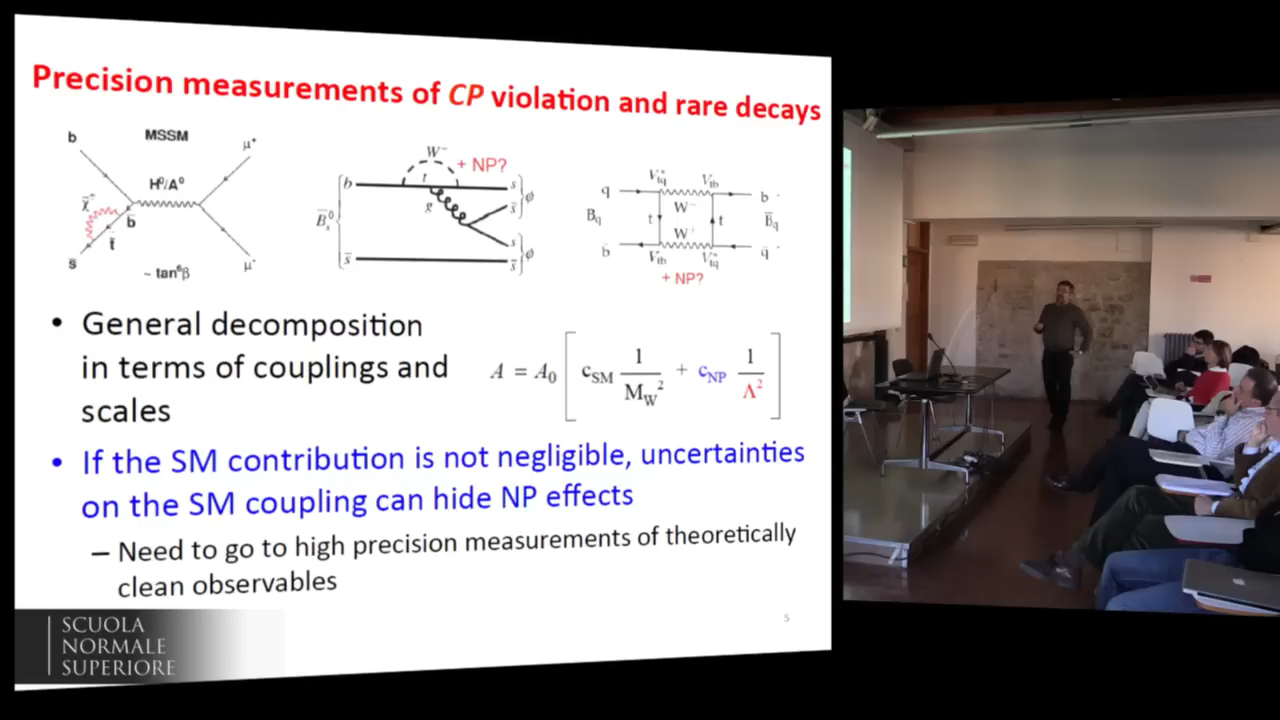 Precision measurements of CP violation and rare decays
b
MSSM
μ⁺
H⁰/A⁰
χ̃⁺
b̃
t̃
s̄
~ tan⁶β
μ⁻
W⁻
+ NP?
b
t
s
s̄
ϕ
g
B̄s⁰
s̄
s
s̄
ϕ
V*tq
Vtb
q
b
W⁻
Bq
t
t
B̄q
W⁺
b̄
q̄
Vtb
V*tq
+ NP?
• General decomposition
in terms of couplings and
scales
A = A₀ [ cSM 1/MW² + cNP 1/Λ² ]
• If the SM contribution is not negligible, uncertainties
on the SM coupling can hide NP effects
– Need to go to high precision measurements of theoretically
clean observables
5
SCUOLA
NORMALE
SUPERIORE